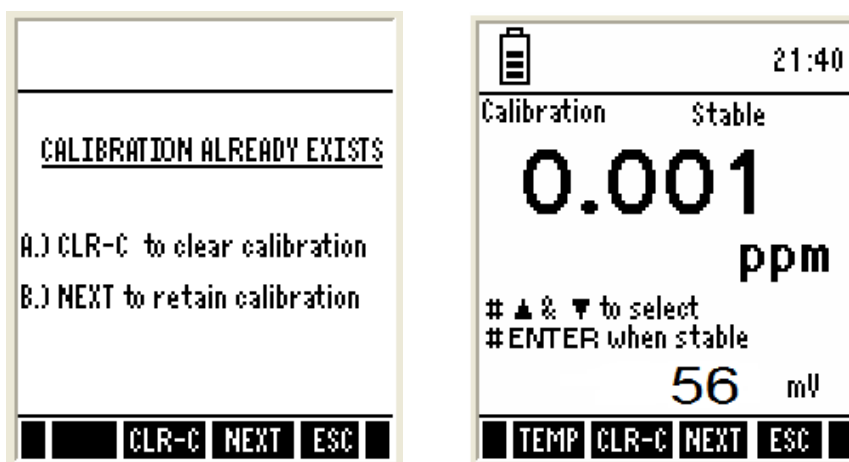 CALIBRATION ALREADY EXISTS
A.) CLR-C to clear calibration
B.) NEXT to retain calibration
CLR-C NEXT ESC
21:40
Calibration Stable
0.001
ppm
# ▲ & ▼ to select
# ENTER when stable
56 mV
TEMP CLR-C NEXT ESC